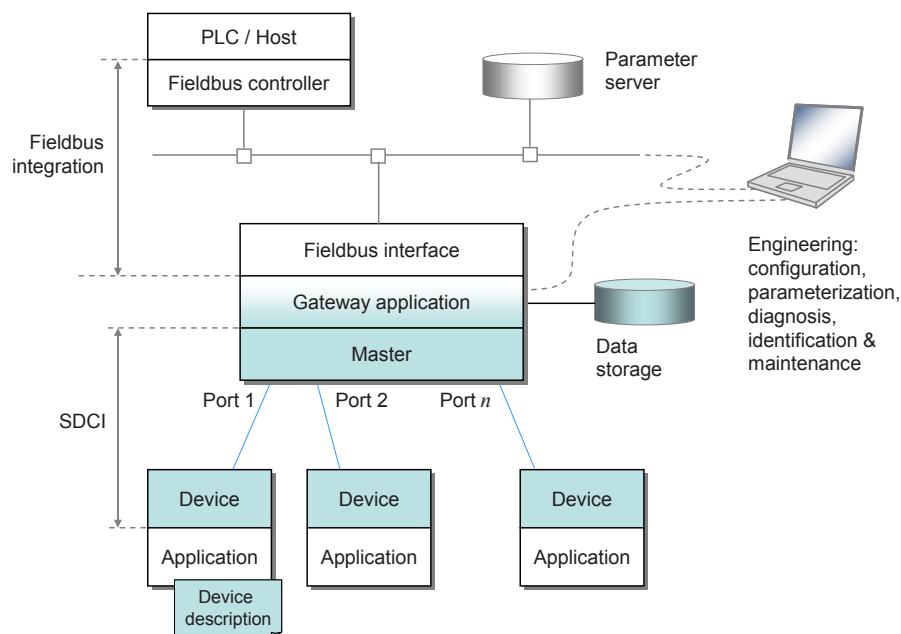 PLC / Host
Fieldbus controller
Parameter
server
Fieldbus
integration
Fieldbus interface
Gateway application
Master
Data
storage
Engineering:
configuration,
parameterization,
diagnosis,
identification &
maintenance
Port 1
Port 2
Port n
SDCI
Device
Application
Device
description
Device
Application
Device
Application